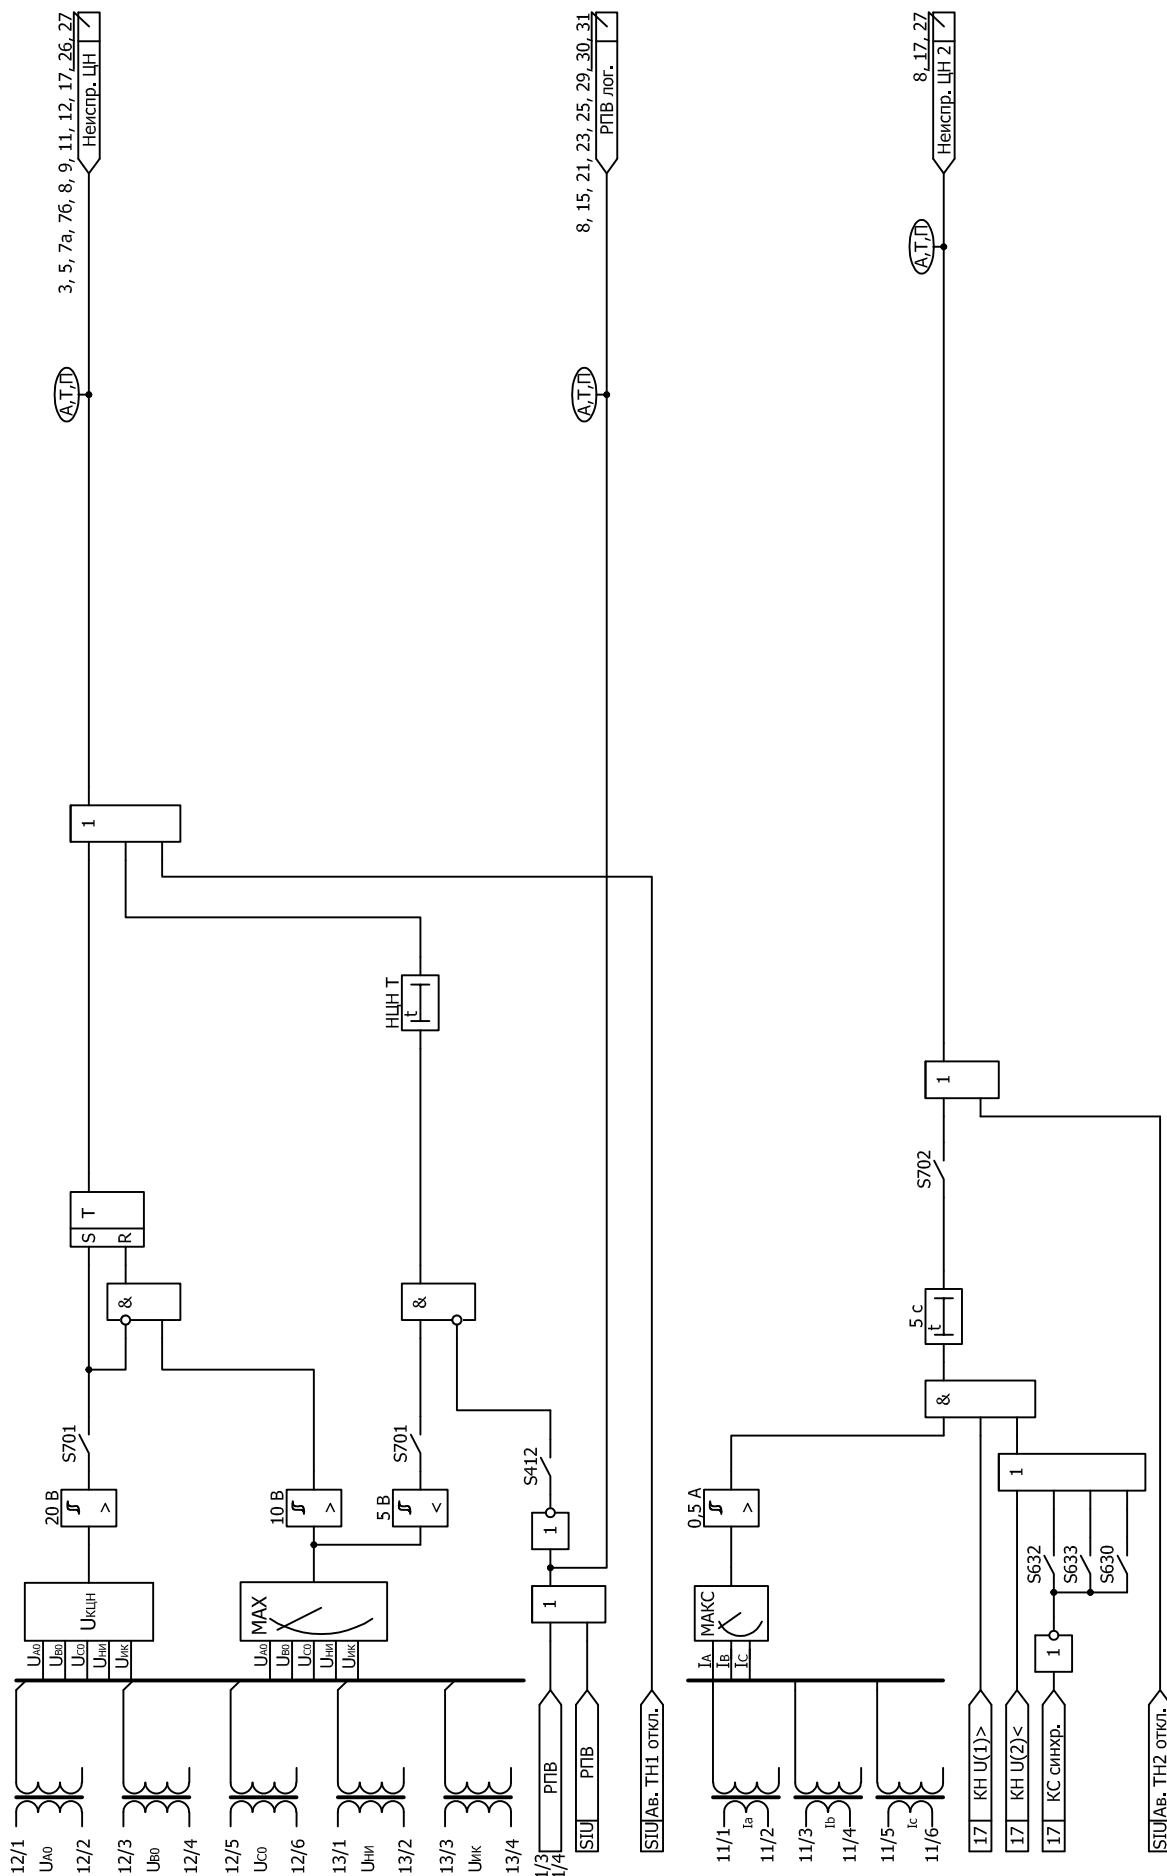 3, 5, 7а, 7б, 8, 9, 11, 12, 17, 26, 27
Неиспр. ЦН
А,Т,П
1
T
S
R
&
S701
20 В
>
Uкцн
UA0
UB0
UC0
Uни
Uик
12/1
UA0
12/2
12/3
UB0
12/4
12/5
UC0
12/6
13/1
Uни
13/2
13/3
Uик
13/4
10 В
>
MAX
UA0
UB0
UC0
Uни
Uик
НЦН Т
t
&
S701
5 В
<
8, 15, 21, 23, 25, 29, 30, 31
РПВ лог.
А,Т,П
S412
1
1
1/3
1/4
РПВ
SIU
РПВ
SIU
Ав. ТН1 откл.
8, 17, 27
Неиспр. ЦН 2
А,Т,П
1
S702
5 с
t
&
0,5 А
>
МАКС
IA
IB
IC
11/1
Ia
11/2
11/3
Ib
11/4
11/5
Ic
11/6
1
S632
S633
S630
1
17
КН U(1)>
17
КН U(2)<
17
КС синхр.
SIU
Ав. ТН2 откл.